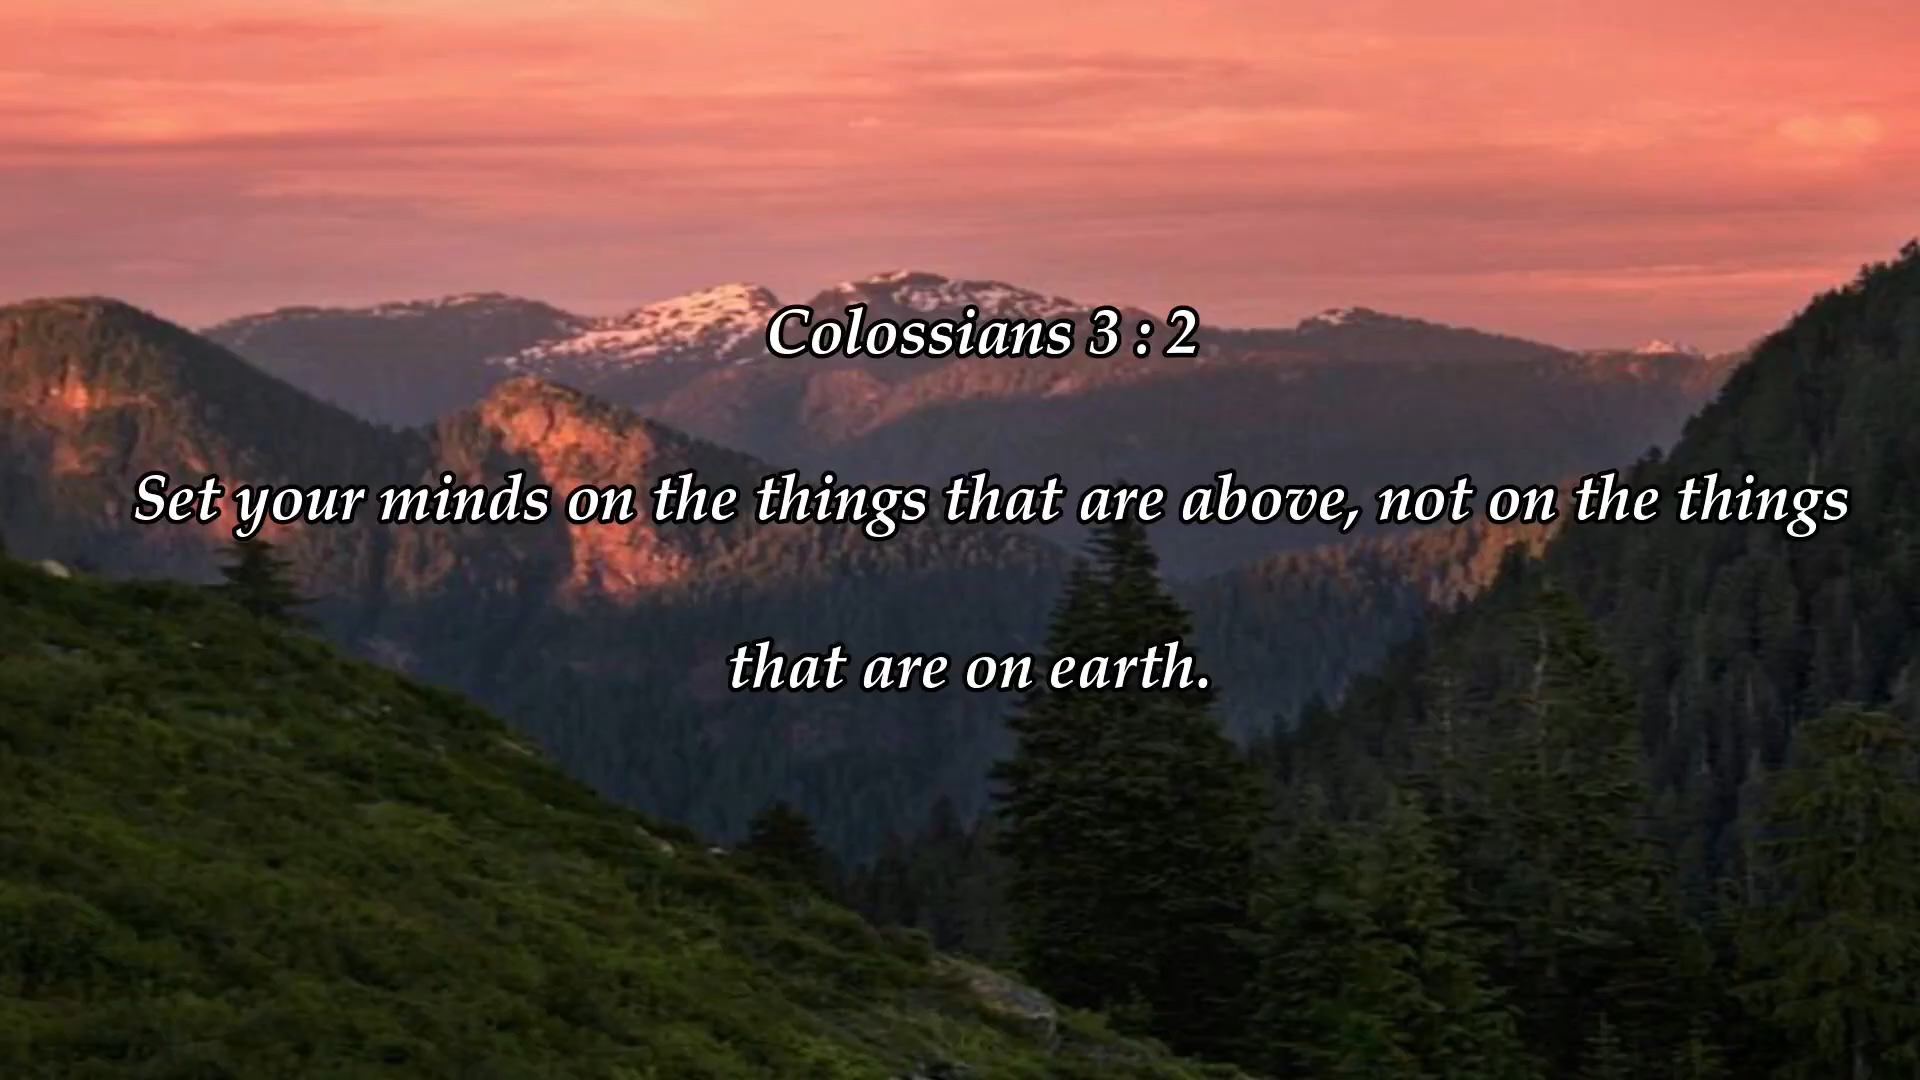 Colossians 3 : 2
Set your minds on the things that are above, not on the things
that are on earth.